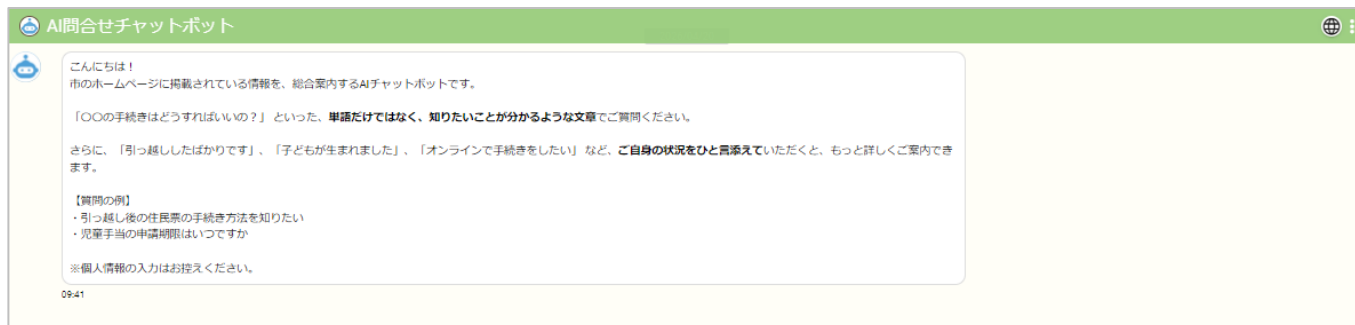 AI問合せチャットボット
こんにちは！
市のホームページに掲載されている情報を、総合案内するAIチャットボットです。
「〇〇の手続きはどうすればいいの？」 といった、単語だけではなく、知りたいことが分かるような文章でご質問ください。
さらに、「引っ越ししたばかりです」、「子どもが生まれました」、「オンラインで手続きをしたい」 など、ご自身の状況をひと言添えていただくと、もっと詳しくご案内でき
ます。
【質問の例】
・引っ越し後の住民票の手続き方法を知りたい
・児童手当の申請期限はいつですか
※個人情報の入力はお控えください。
09:41